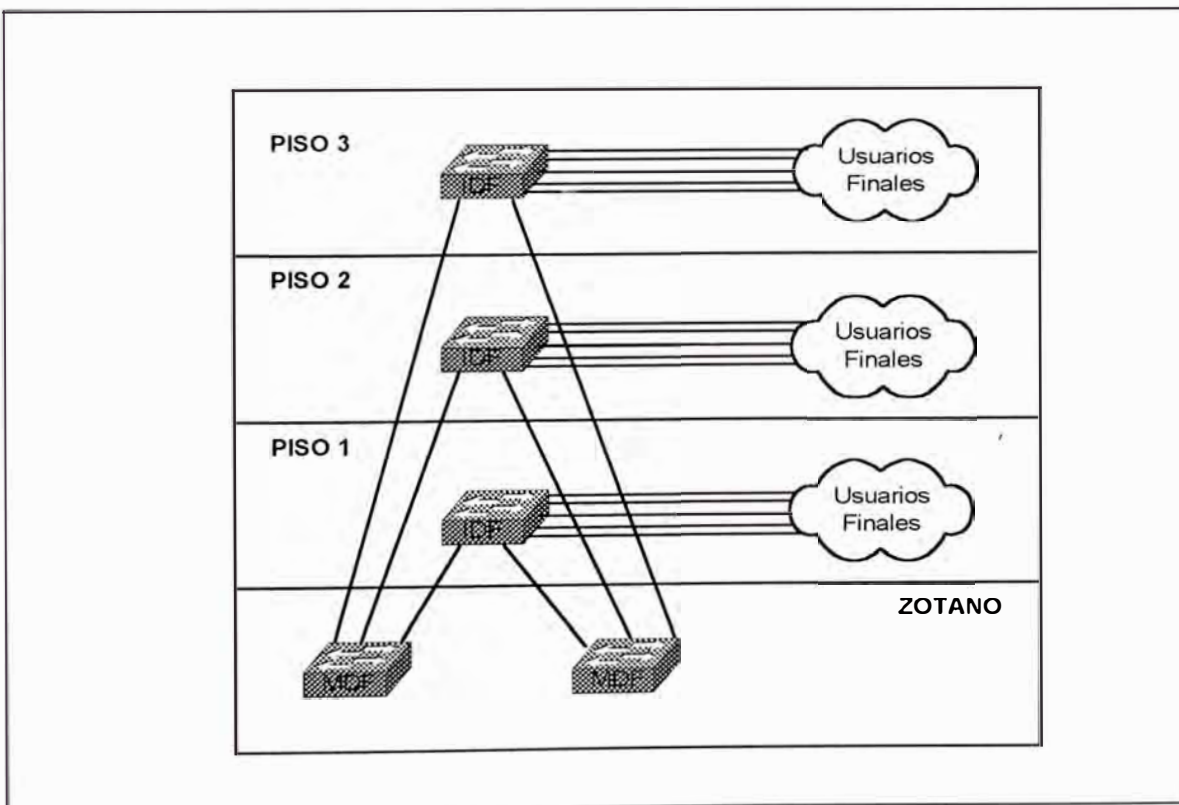 PISO 3
IDF
Usuarios
Finales
PISO 2
IDF
Usuarios
Finales
PISO 1
IDF
Usuarios
Finales
ZOTANO
MDF
MDF